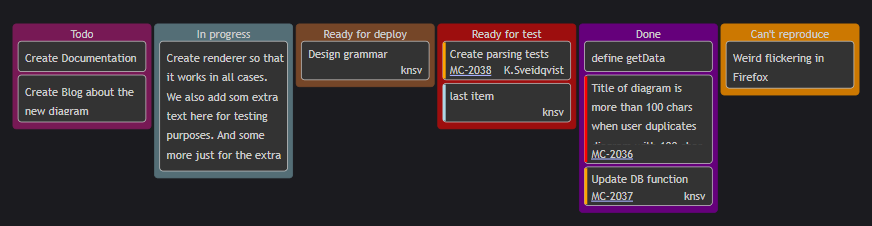 Todo
Create Documentation
Create Blog about the
new diagram
In progress
Create renderer so that
it works in all cases.
We also add som extra
text here for testing
purposes. And some
more just for the extra
Ready for deploy
Design grammar
knsv
Ready for test
Create parsing tests
MC-2038 K.Sveidqvist
last item
knsv
Done
define getData
Title of diagram is
more than 100 chars
when user duplicates
MC-2036
Update DB function
MC-2037 knsv
Can't reproduce
Weird flickering in
Firefox